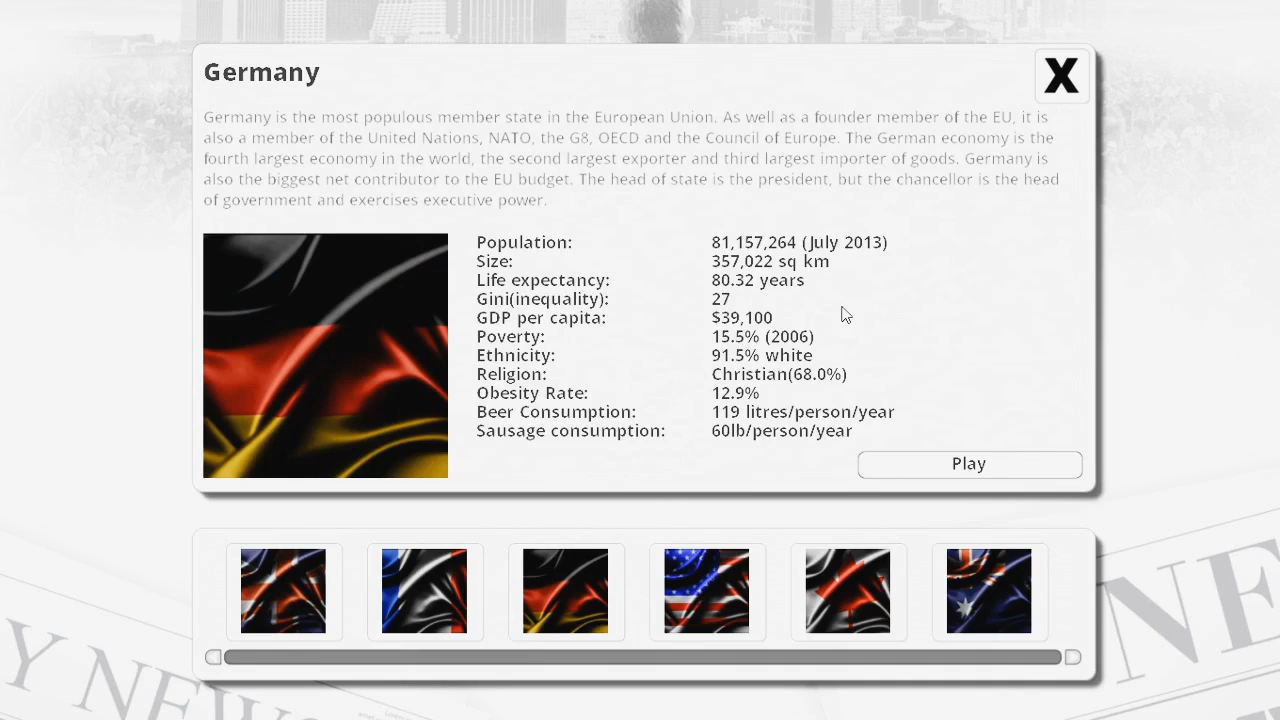 Germany
X
Germany is the most populous member state in the European Union. As well as a founder member of the EU, it is
also a member of the United Nations, NATO, the G8, OECD and the Council of Europe. The German economy is the
fourth largest economy in the world, the second largest exporter and third largest importer of goods. Germany is
also the biggest net contributor to the EU budget. The head of state is the president, but the chancellor is the head
of government and exercises executive power.
Population: 81,157,264 (July 2013)
Size: 357,022 sq km
Life expectancy: 80.32 years
Gini(inequality): 27
GDP per capita: $39,100
Poverty: 15.5% (2006)
Ethnicity: 91.5% white
Religion: Christian(68.0%)
Obesity Rate: 12.9%
Beer Consumption: 119 litres/person/year
Sausage consumption: 60lb/person/year
Play
Y NEWS
NE